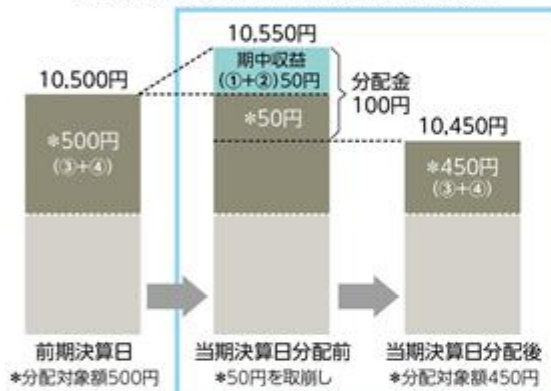 10,550円
期中収益
(①+②)50円
分配金
100円
10,500円
*500円
(③+④)
*50円
10,450円
*450円
(③+④)
前期決算日
*分配対象額500円
当期決算日分配前
*50円を取崩し
当期決算日分配後
*分配対象額450円